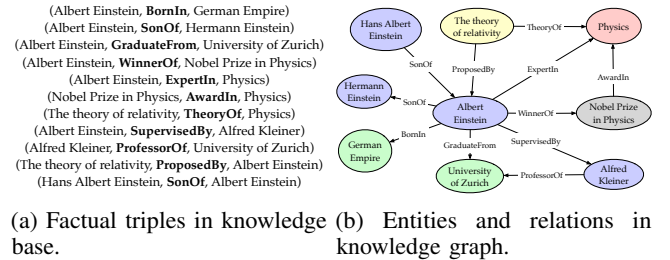 (Albert Einstein, BornIn, German Empire)
(Albert Einstein, SonOf, Hermann Einstein)
(Albert Einstein, GraduateFrom, University of Zurich)
(Albert Einstein, WinnerOf, Nobel Prize in Physics)
(Albert Einstein, ExpertIn, Physics)
(Nobel Prize in Physics, AwardIn, Physics)
(The theory of relativity, TheoryOf, Physics)
(Albert Einstein, SupervisedBy, Alfred Kleiner)
(Alfred Kleiner, ProfessorOf, University of Zurich)
(The theory of relativity, ProposedBy, Albert Einstein)
(Hans Albert Einstein, SonOf, Albert Einstein)
(a) Factual triples in knowledge
base.
Hans Albert
Einstein
The theory
of relativity
TheoryOf
Physics
SonOf
ProposedBy
ExpertIn
AwardIn
Hermann
Einstein
SonOf
Albert
Einstein
WinnerOf
Nobel Prize
in Physics
BornIn
German
Empire
GraduateFrom
SupervisedBy
University
of Zurich
ProfessorOf
Alfred
Kleiner
(b) Entities and relations in
knowledge graph.